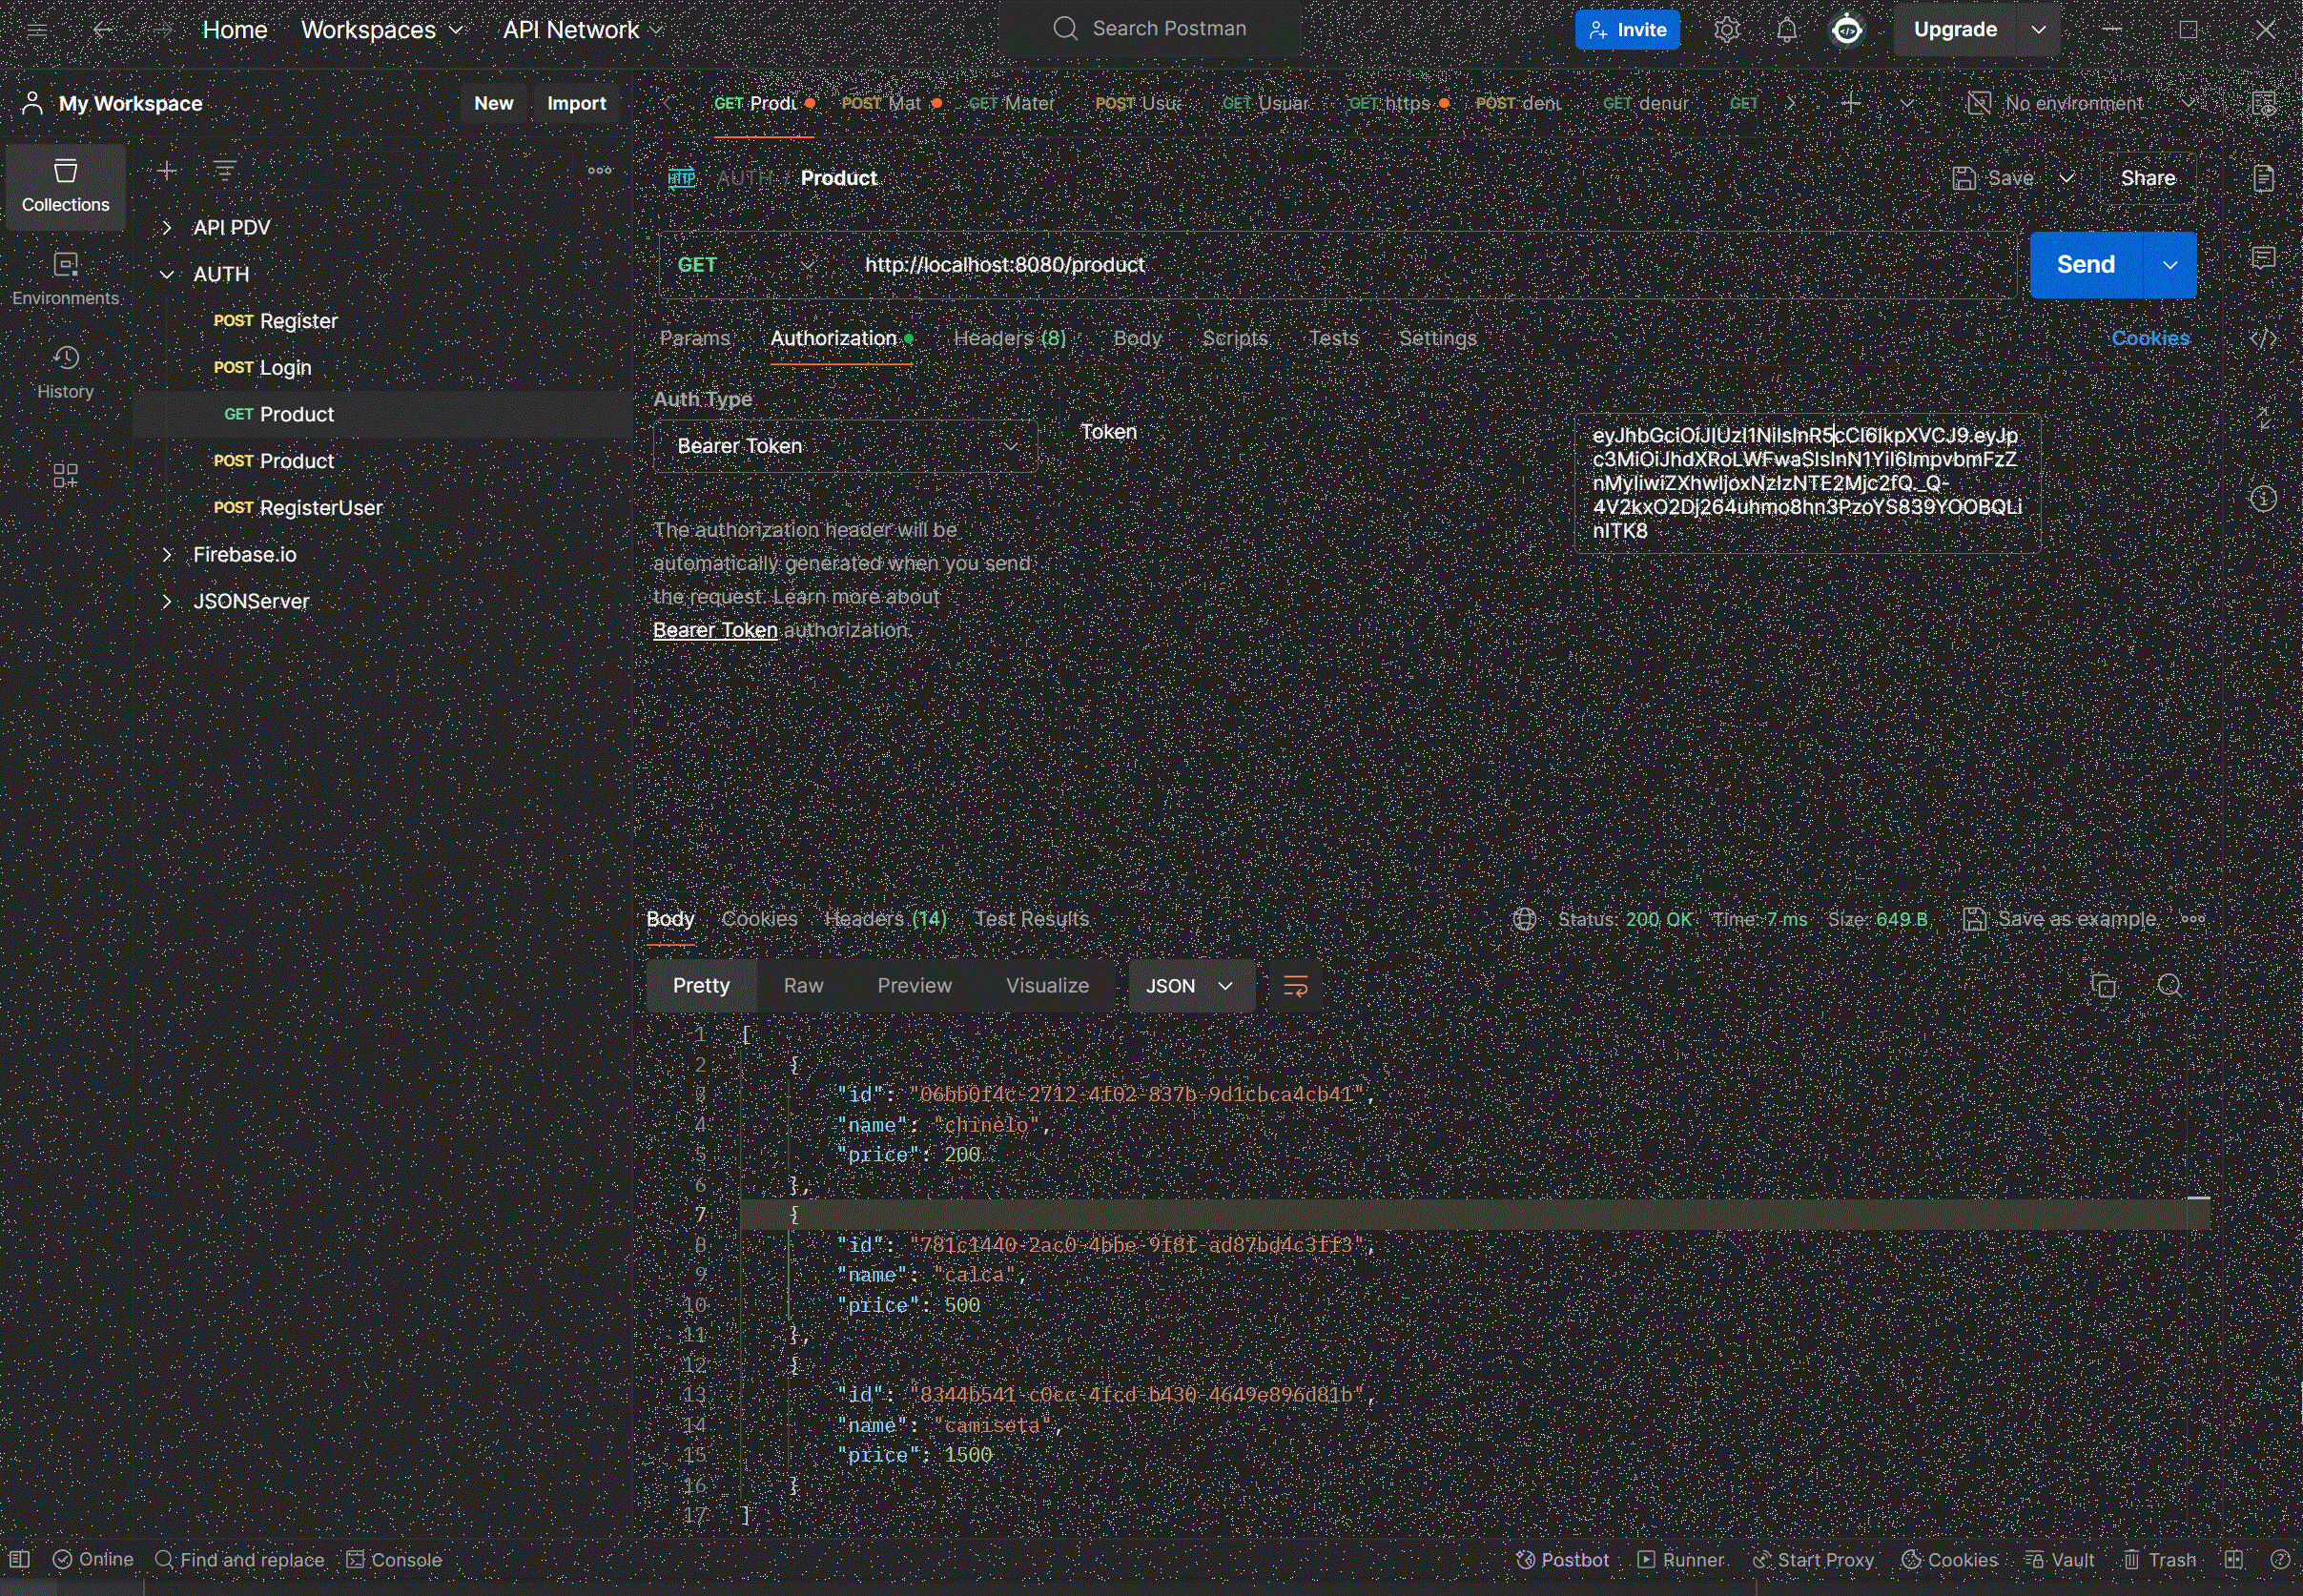 Home Workspaces API Network Search Postman Invite Upgrade
My Workspace New Import
GET Produ POST Mat GET Mater POST Usua GET Usuar GET https POST denu GET denur GET No environment
Collections
Environments
History
API PDV
AUTH
POST Register
POST Login
GET Product
POST Product
POST RegisterUser
Firebase.io
JSONServer
HTTP AUTH / Product Save Share
GET http://localhost:8080/product Send
Params Authorization Headers (8) Body Scripts Tests Settings Cookies
Auth Type
Bearer Token
The authorization header will be
automatically generated when you send
the request. Learn more about
Bearer Token authorization.
Token
Body Cookies Headers (14) Test Results Status: 200 OK Time: 7 ms Size: 649 B Save as example
Pretty Raw Preview Visualize JSON
1 [
2 {
3 "id": "06bb0f4c-2712-4f02-837b-9d1cbca4cb41",
4 "name": "chinelo",
5 "price": 200
6 },
7 {
8 "id": "781c1440-2ac0-4bbe-9f8f-ad87bd4c3ff3",
9 "name": "calca",
10 "price": 500
11 },
12 {
13 "id": "8344b541-c0cc-4fcd-b430-4649e896d81b",
14 "name": "camiseta",
15 "price": 1500
16 }
17 ]
Online Find and replace Console Postbot Runner Start Proxy Cookies Vault Trash